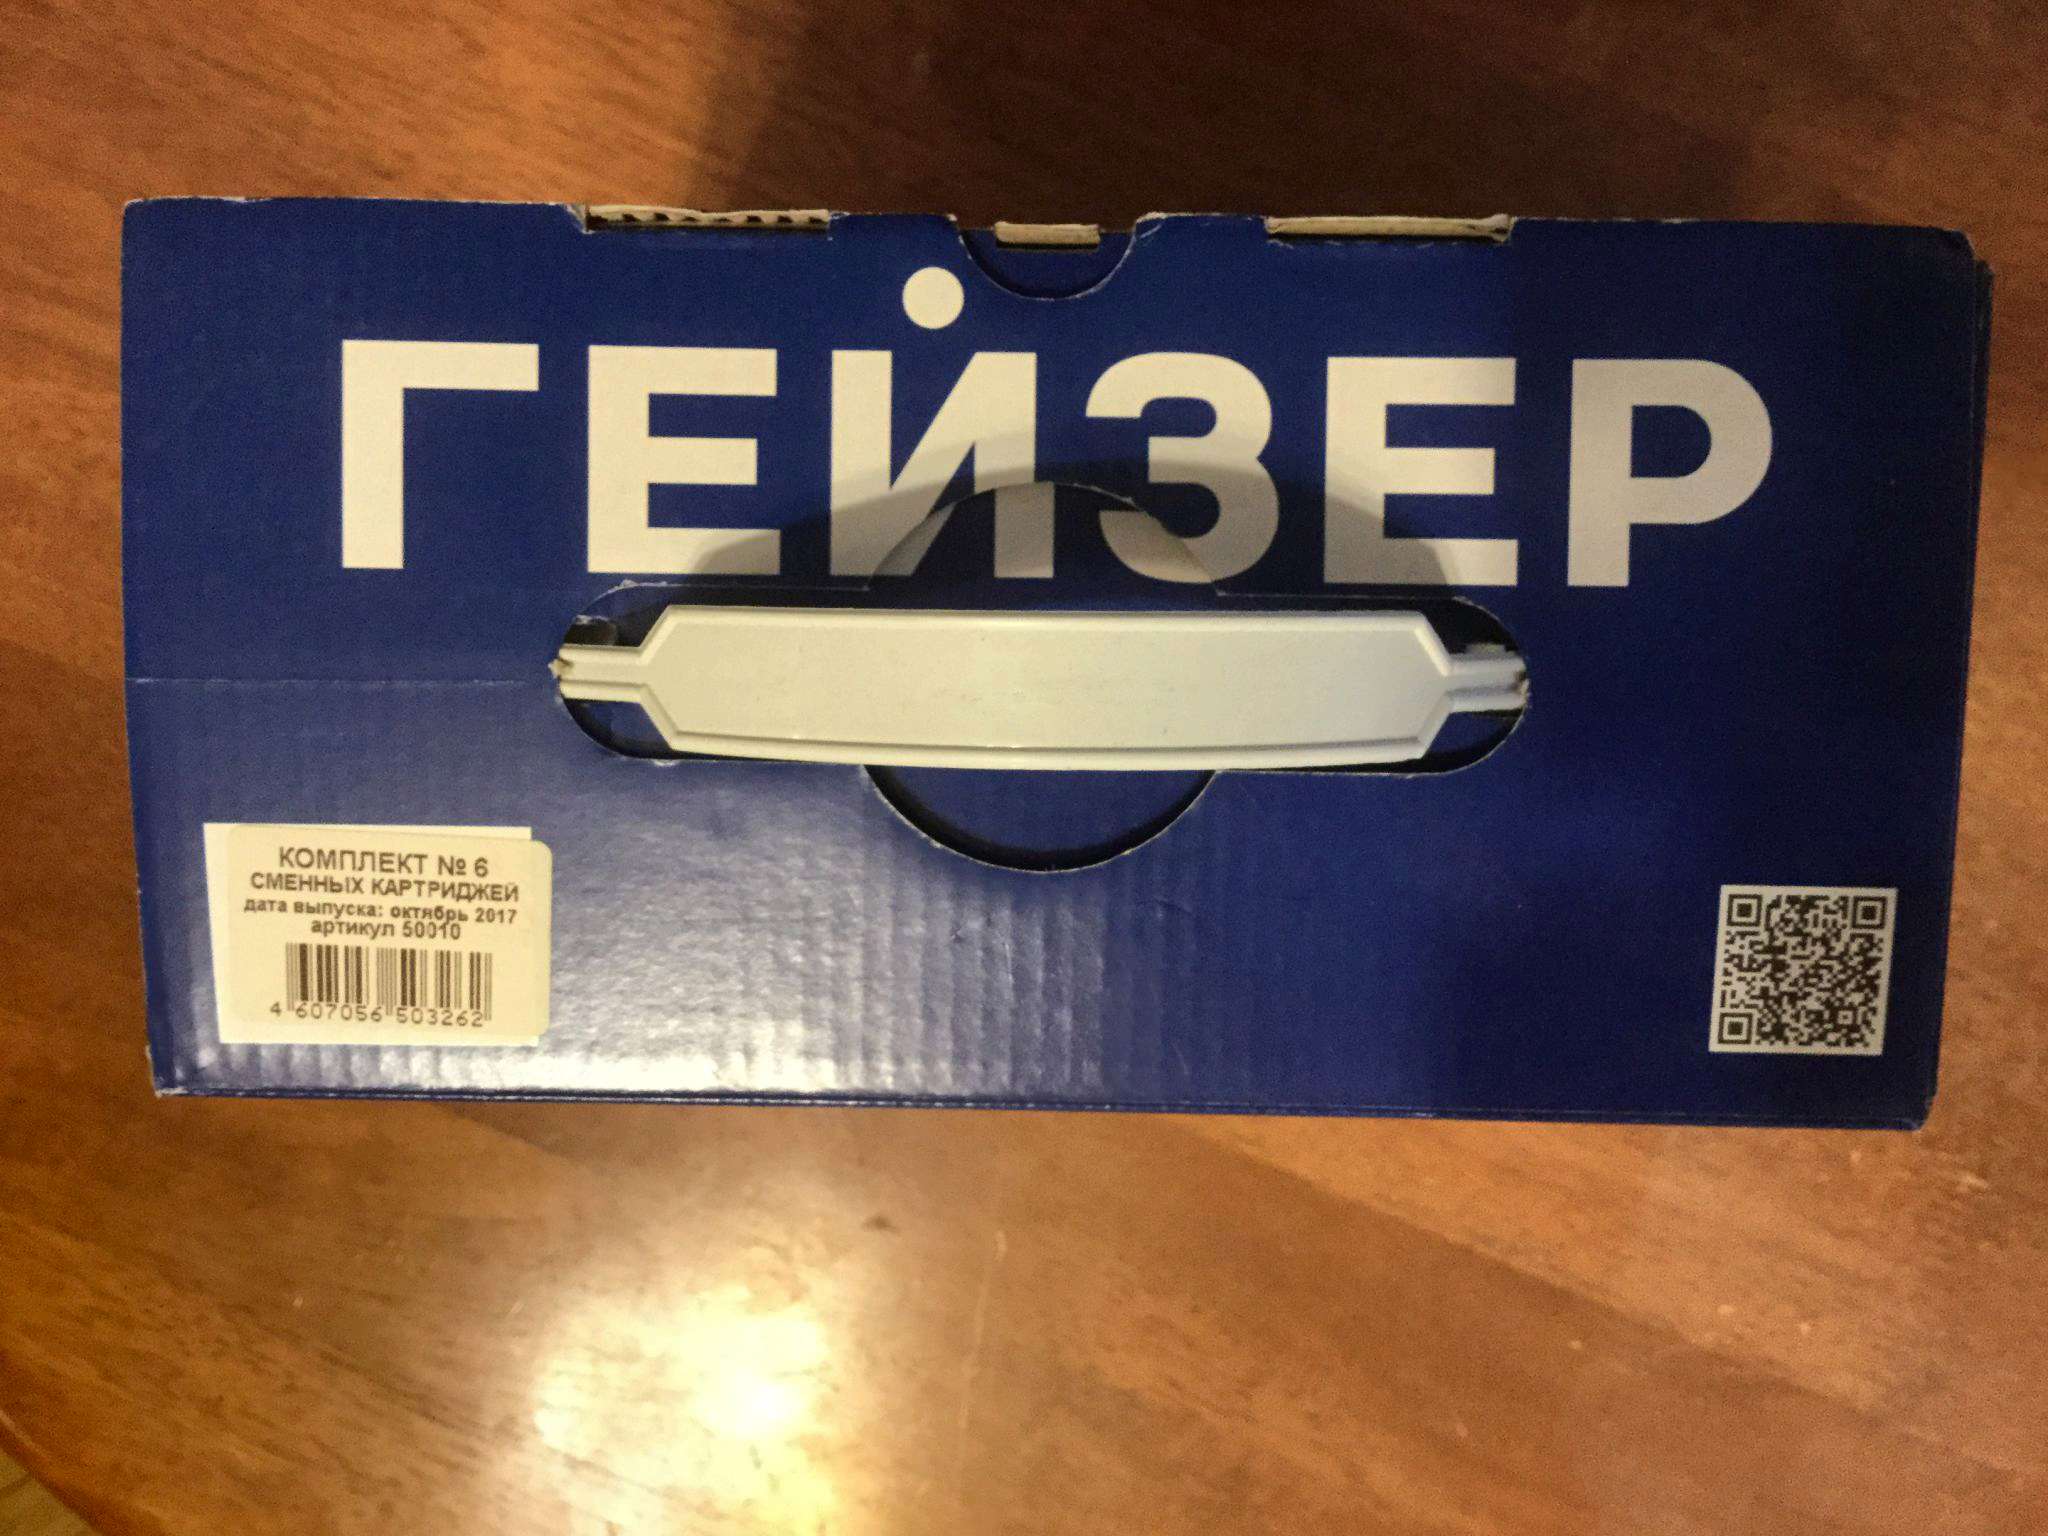 ГЕЙЗЕР
КОМПЛЕКТ № 6
СМЕННЫХ КАРТРИДЖЕЙ
дата выпуска: октябрь 2017
артикул 50010
4 607056 503262